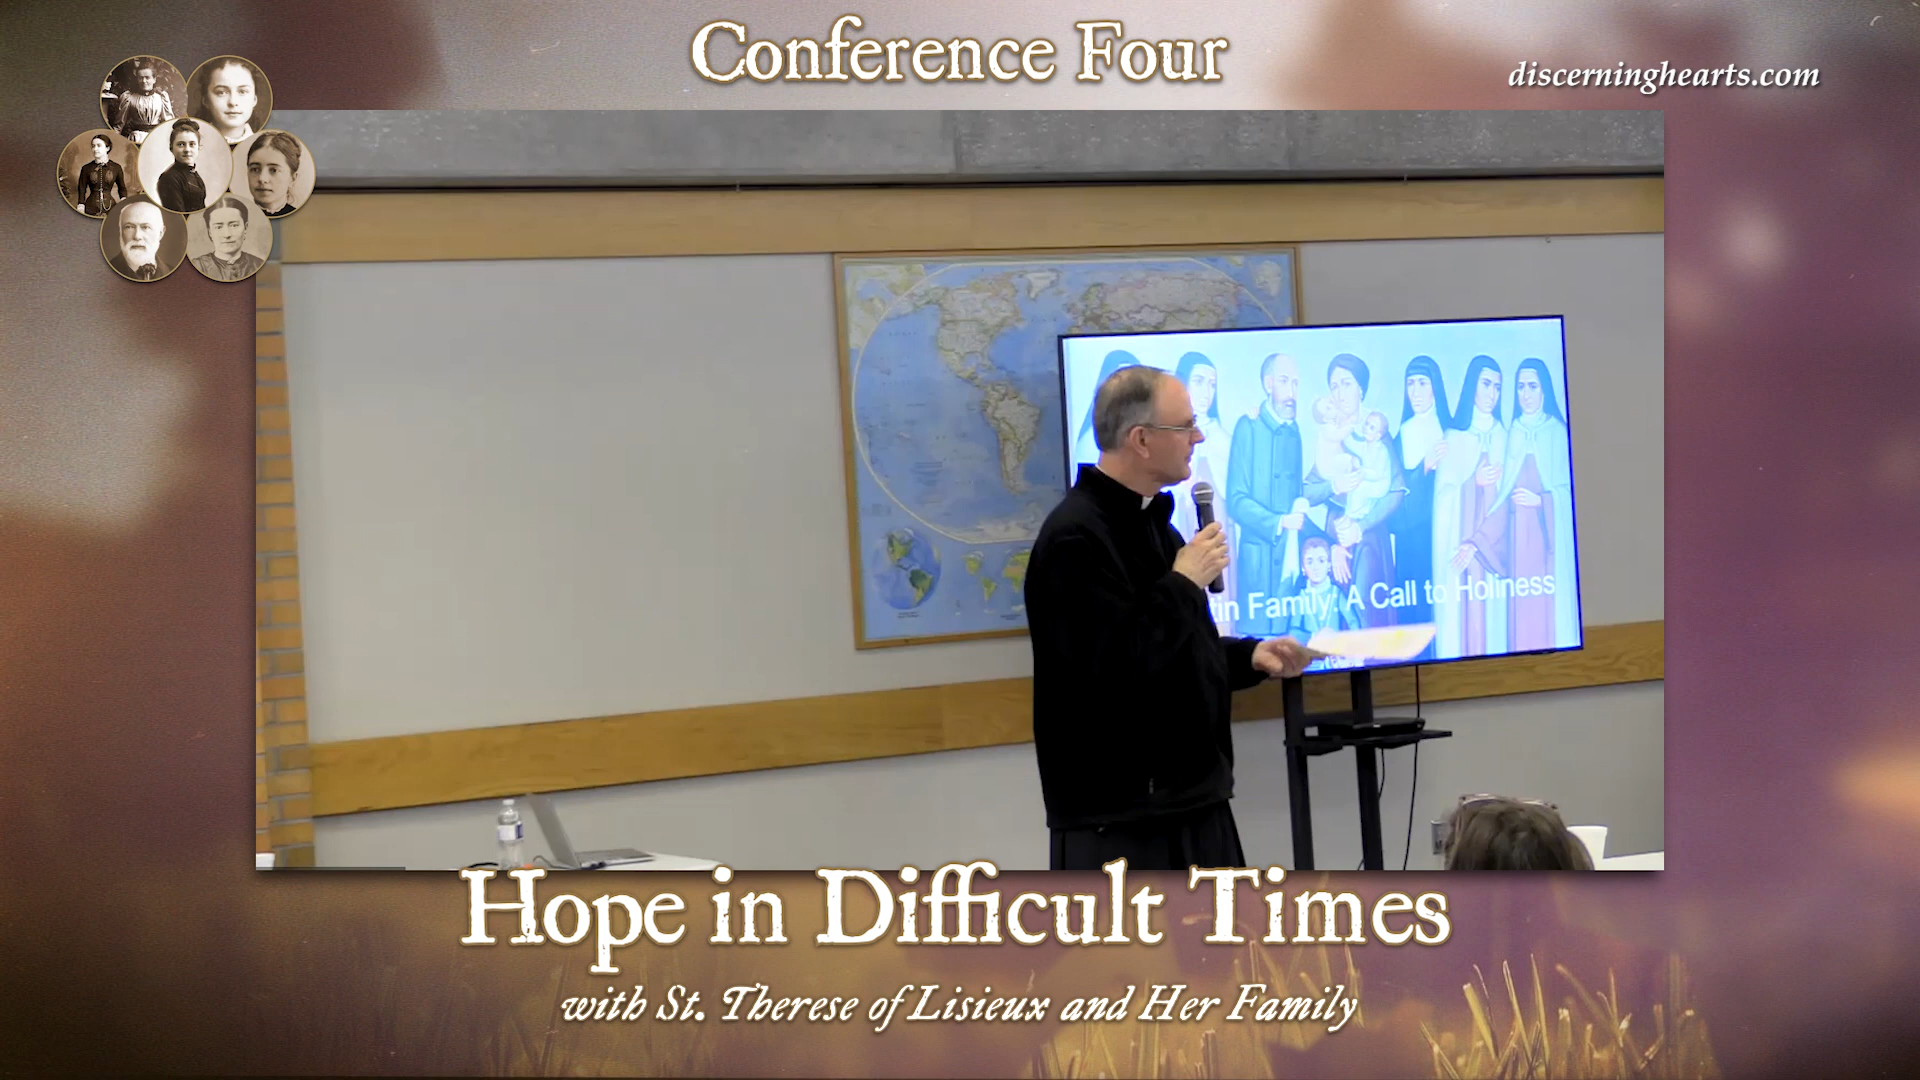 Conference Four
discerninghearts.com
tin Family: A Call to Holiness
Hope in Difficult Times
with St. Therese of Lisieux and Her Family